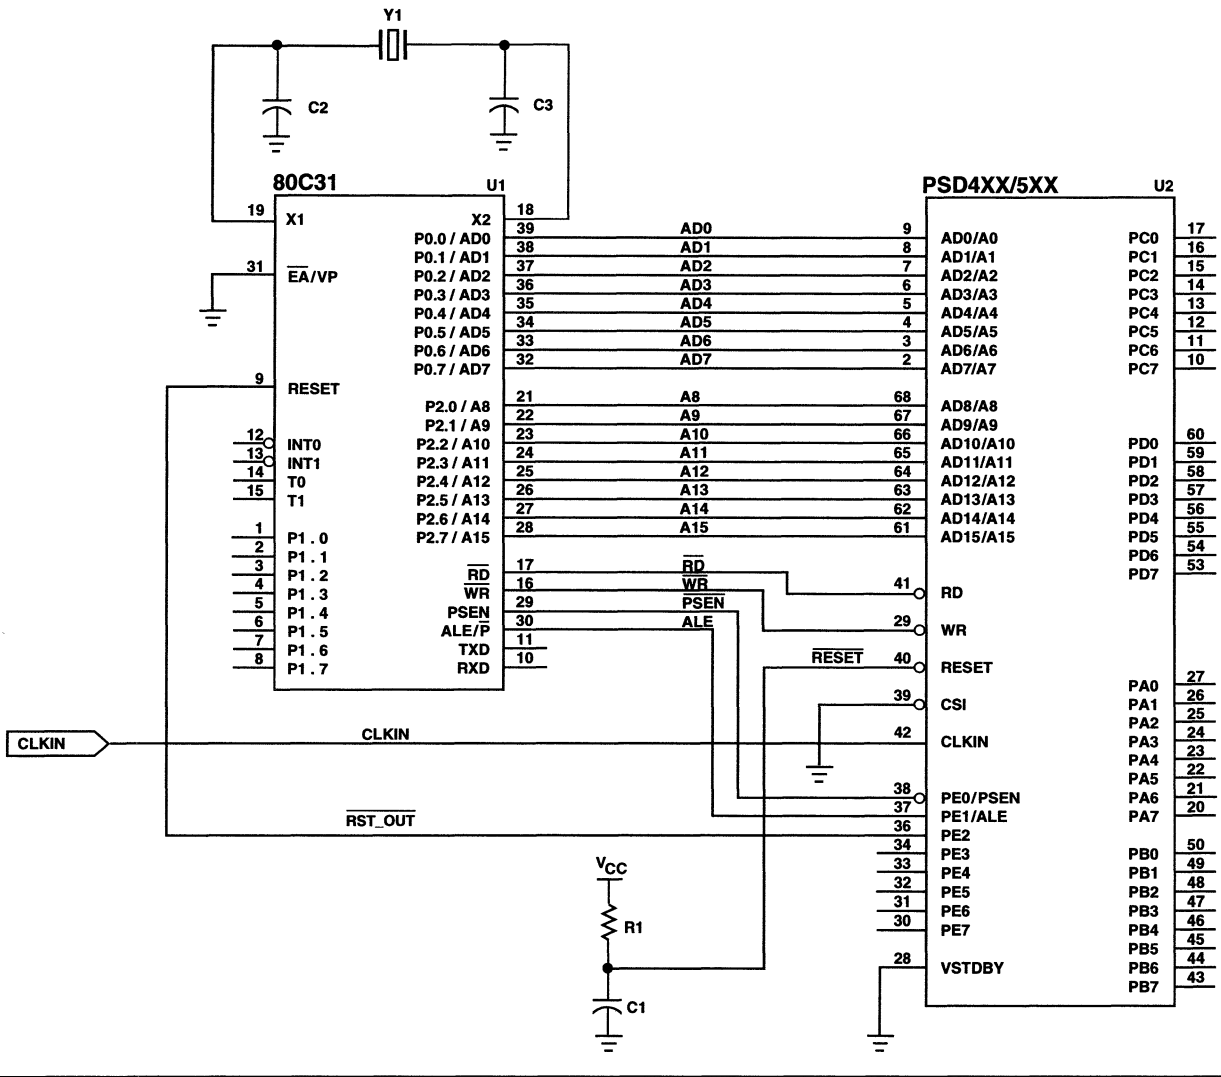 Y1
C2
C3
80C31
U1
19
X1
31
EA/VP
9
RESET
12
INT0
13
INT1
14
T0
15
T1
1
P1.0
2
P1.1
3
P1.2
4
P1.3
5
P1.4
6
P1.5
7
P1.6
8
P1.7
X2
18
P0.0 / AD0
39
P0.1 / AD1
38
P0.2 / AD2
37
P0.3 / AD3
36
P0.4 / AD4
35
P0.5 / AD5
34
P0.6 / AD6
33
P0.7 / AD7
32
P2.0 / A8
21
P2.1 / A9
22
P2.2 / A10
23
P2.3 / A11
24
P2.4 / A12
25
P2.5 / A13
26
P2.6 / A14
27
P2.7 / A15
28
RD
17
WR
16
PSEN
29
ALE/P
30
TXD
11
RXD
10
AD0
AD1
AD2
AD3
AD4
AD5
AD6
AD7
A8
A9
A10
A11
A12
A13
A14
A15
RD
WR
PSEN
ALE
RESET
CLKIN
CLKIN
RST_OUT
VCC
R1
C1
PSD4XX/5XX
U2
9
AD0/A0
8
AD1/A1
7
AD2/A2
6
AD3/A3
5
AD4/A4
4
AD5/A5
3
AD6/A6
2
AD7/A7
68
AD8/A8
67
AD9/A9
66
AD10/A10
65
AD11/A11
64
AD12/A12
63
AD13/A13
62
AD14/A14
61
AD15/A15
41
RD
29
WR
40
RESET
39
CSI
42
CLKIN
38
PE0/PSEN
37
PE1/ALE
36
PE2
34
PE3
33
PE4
32
PE5
31
PE6
30
PE7
28
VSTDBY
PC0
17
PC1
16
PC2
15
PC3
14
PC4
13
PC5
12
PC6
11
PC7
10
PD0
60
PD1
59
PD2
58
PD3
57
PD4
56
PD5
55
PD6
54
PD7
53
PA0
27
PA1
26
PA2
25
PA3
24
PA4
23
PA5
22
PA6
21
PA7
20
PB0
50
PB1
49
PB2
48
PB3
47
PB4
46
PB5
45
PB6
44
PB7
43